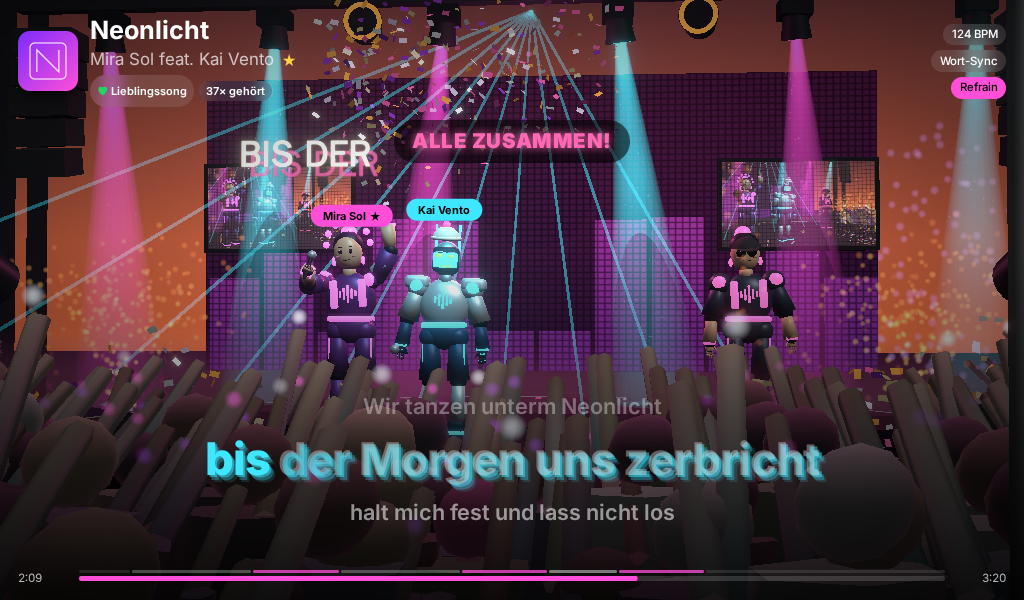 Neonlicht
Mira Sol feat. Kai Vento ★
♥ Lieblingssong
37× gehört
124 BPM
Wort-Sync
Refrain
N
ALLE ZUSAMMEN!
BIS DER
BIS DER
Mira Sol ★
Kai Vento
Wir tanzen unterm Neonlicht
bis der Morgen uns zerbricht
halt mich fest und lass nicht los
2:09
3:20